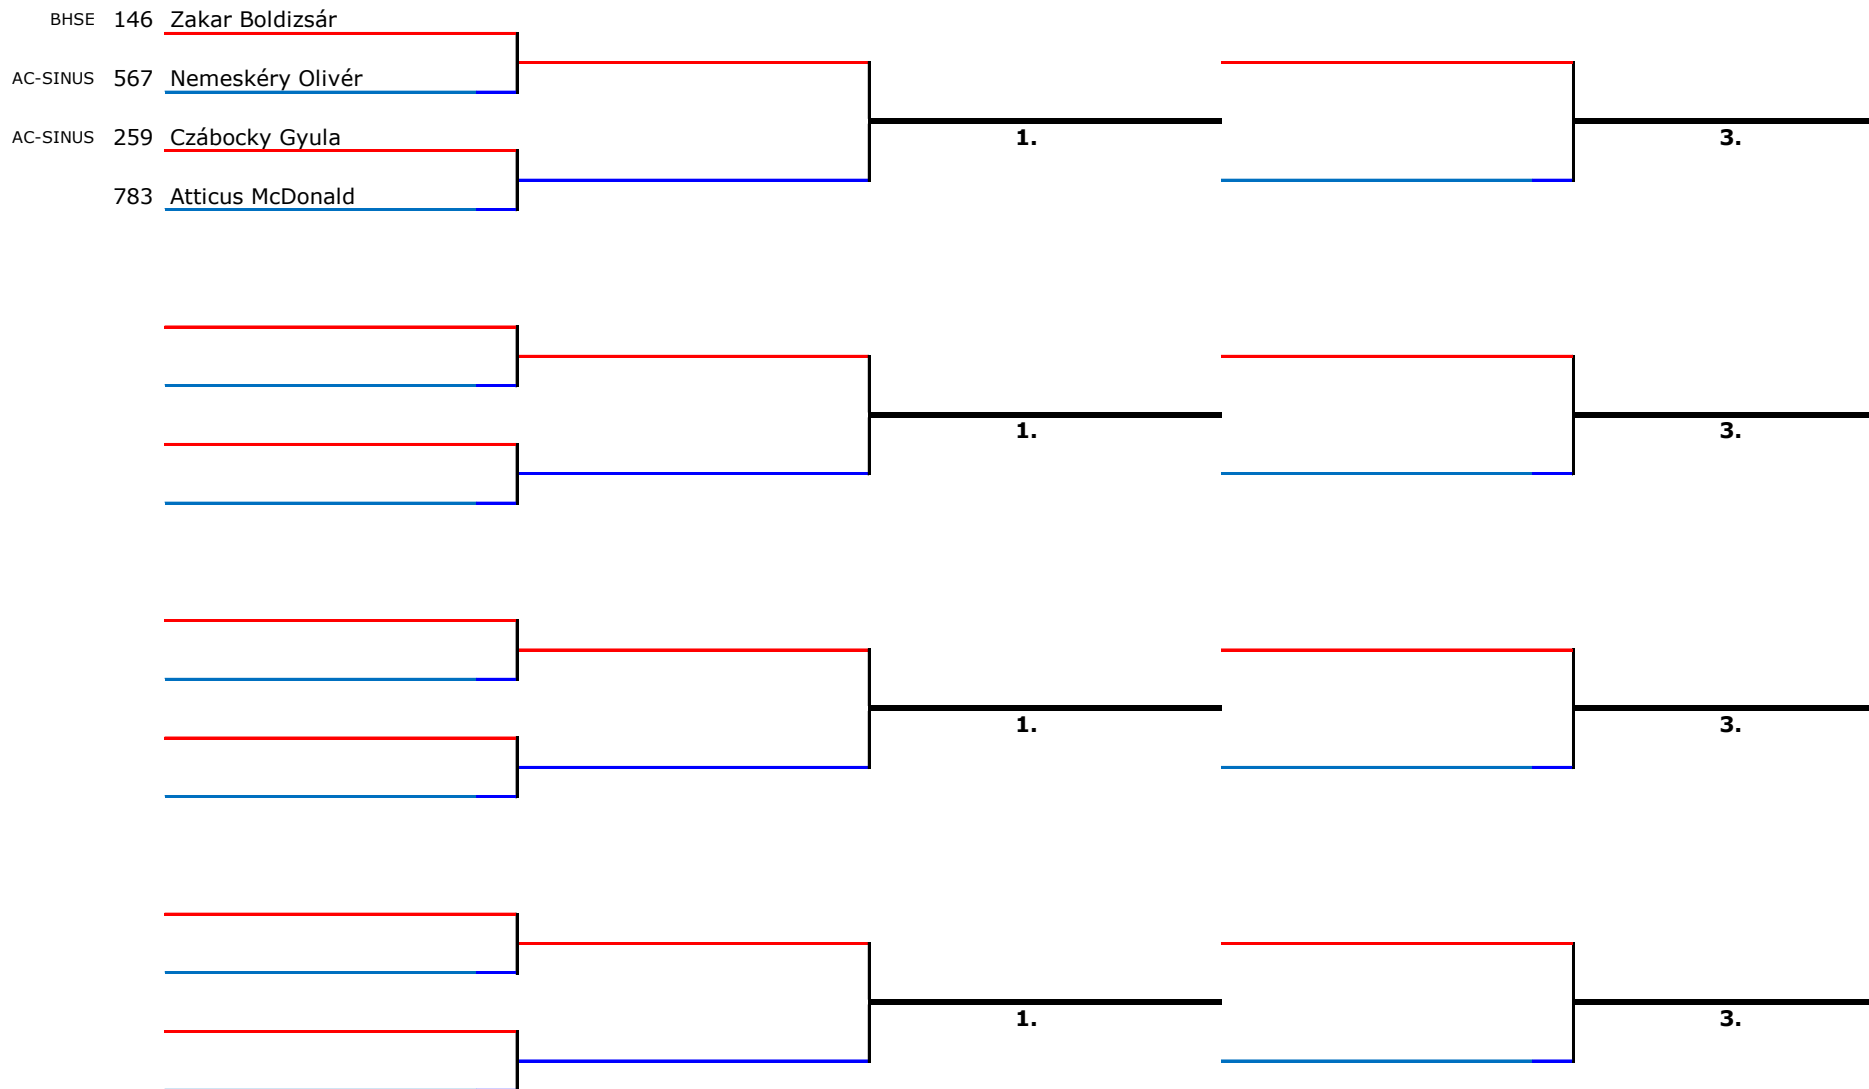 BHSE 146 Zakar Boldizsár
AC-SINUS 567 Nemeskéry Olivér
AC-SINUS 259 Czábocky Gyula
1. 3.
783 Atticus McDonald
1. 3.
1. 3.
1. 3.